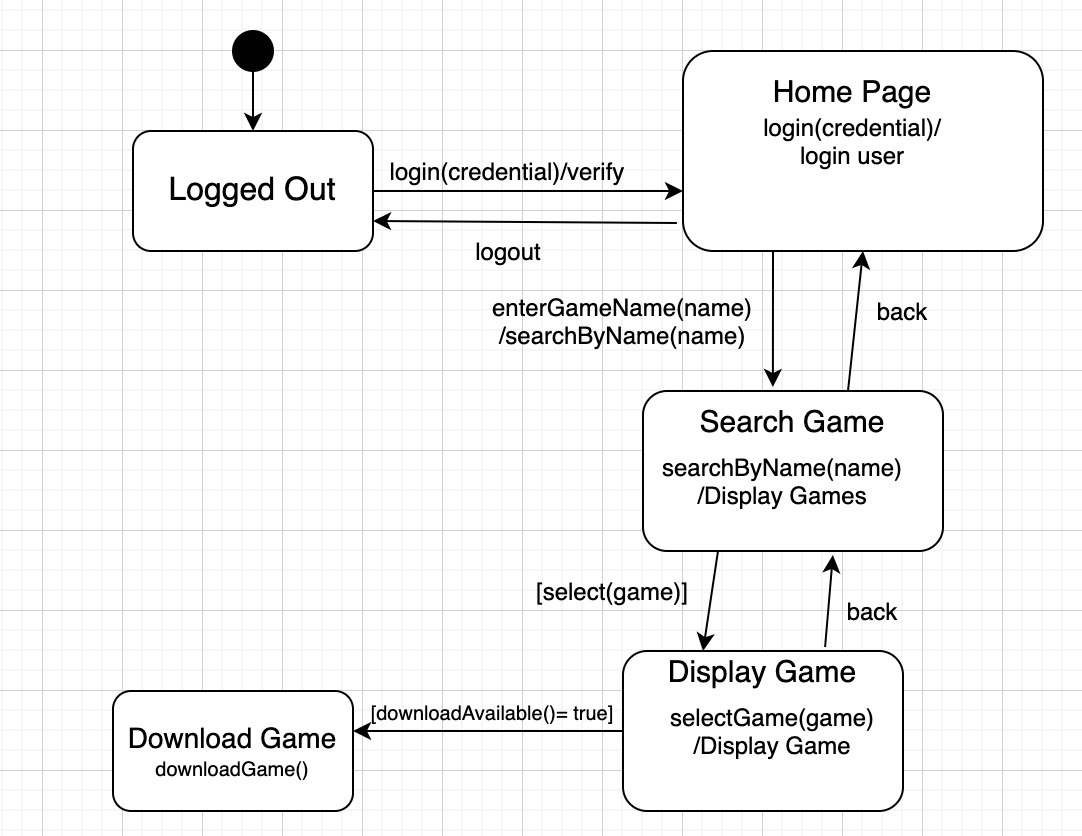 Home Page
login(credential)/
login user
Logged Out
login(credential)/verify
logout
enterGameName(name)
/searchByName(name)
back
Search Game
searchByName(name)
/Display Games
[select(game)]
back
Display Game
selectGame(game)
/Display Game
[downloadAvailable()= true]
Download Game
downloadGame()